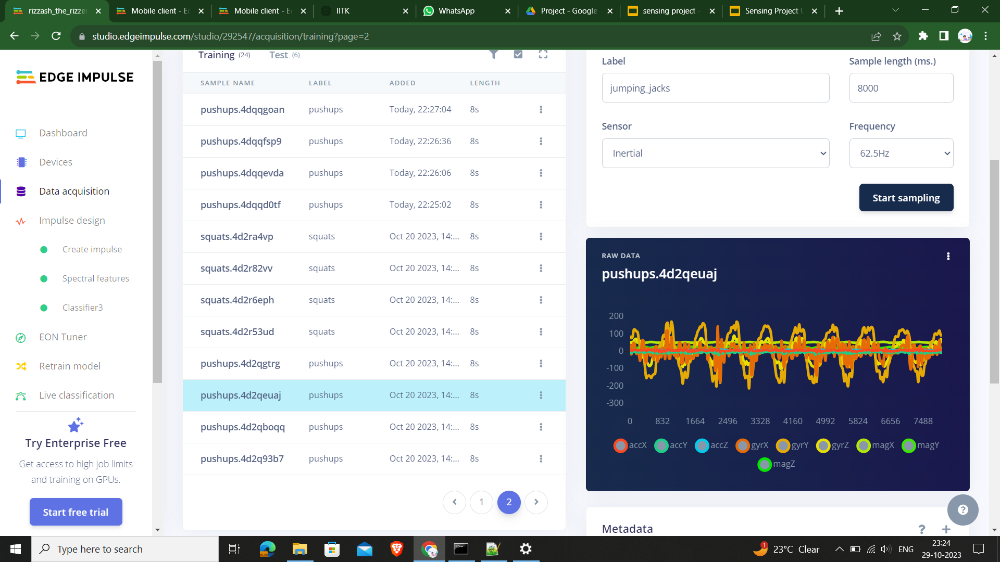 rizzash_the_rizzer
Mobile client - Ed
Mobile client - Ed
IITK
WhatsApp
Project - Google
sensing project -
Sensing Project U
studio.edgeimpulse.com/studio/292547/acquisition/training?page=2
EDGE IMPULSE
Dashboard
Devices
Data acquisition
Impulse design
Create impulse
Spectral features
Classifier3
EON Tuner
Retrain model
Live classification
Try Enterprise Free
Get access to high job limits
and training on GPUs.
Start free trial
Training (24) Test (6)
SAMPLE NAME LABEL ADDED LENGTH
pushups.4dqqgoan pushups Today, 22:27:04 8s
pushups.4dqqfsp9 pushups Today, 22:26:36 8s
pushups.4dqqevda pushups Today, 22:26:06 8s
pushups.4dqqd0tf pushups Today, 22:25:02 8s
squats.4d2ra4vp squats Oct 20 2023, 14:... 8s
squats.4d2r82vv squats Oct 20 2023, 14:... 8s
squats.4d2r6eph squats Oct 20 2023, 14:... 8s
squats.4d2r53ud squats Oct 20 2023, 14:... 8s
pushups.4d2qgtrg pushups Oct 20 2023, 14:... 8s
pushups.4d2qeuaj pushups Oct 20 2023, 14:... 8s
pushups.4d2qboqq pushups Oct 20 2023, 14:... 8s
pushups.4d2q93b7 pushups Oct 20 2023, 14:... 8s
1 2
Label Sample length (ms.)
jumping_jacks 8000
Sensor Frequency
Inertial 62.5Hz
Start sampling
RAW DATA
pushups.4d2qeuaj
200
100
0
-100
-200
-300
0 832 1664 2496 3328 4160 4992 5824 6656 7488
accX accY accZ gyrX gyrY gyrZ magX magY
magZ
Metadata ? +
?
Type here to search
1
23°C Clear
ENG
23:24
29-10-2023